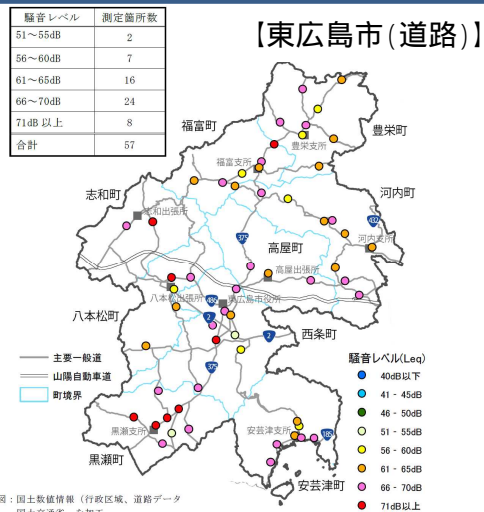 【東広島市(道路)】
騒音レベル 測定箇所数
51～55dB 2
56～60dB 7
61～65dB 16
66～70dB 24
71dB 以上 8
合計 57
福富町
豊栄町
豊栄支所
福富支所
志和町
志和出張所
河内町
432
河内支所
375
高屋町
高屋出張所
八本松出張所
486
東広島市役所
2
八本松町
西条町
2
375
主要一般道
山陽自動車道
町境界
黒瀬支所
黒瀬町
安芸津支所
185
安芸津町
騒音レベル(Leq)
40dB以下
41 - 45dB
46 - 50dB
51 - 55dB
56 - 60dB
61 - 65dB
66 - 70dB
71dB以上
図：国土数値情報（行政区域、道路データ